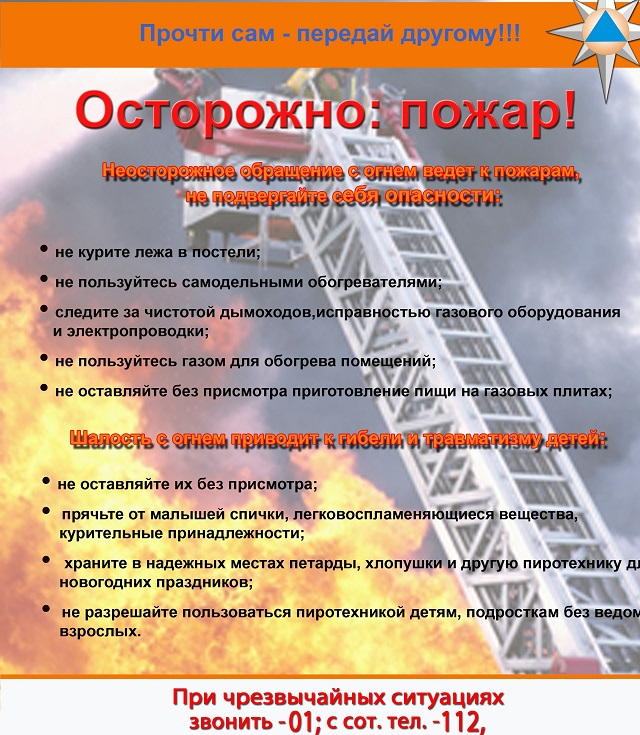 Прочти сам - передай другому!!!
Осторожно: пожар!
Неосторожное обращение с огнем ведет к пожарам,
не подвергайте себя опасности:
• не курите лежа в постели;
• не пользуйтесь самодельными обогревателями;
• следите за чистотой дымоходов,исправностью газового оборудования
и электропроводки;
• не пользуйтесь газом для обогрева помещений;
• не оставляйте без присмотра приготовление пищи на газовых плитах;
Шалость с огнем приводит к гибели и травматизму детей:
• не оставляйте их без присмотра;
• прячьте от малышей спички, легковоспламеняющиеся вещества,
курительные принадлежности;
• храните в надежных местах петарды, хлопушки и другую пиротехнику
новогодних праздников;
• не разрешайте пользоваться пиротехникой детям, подросткам без
взрослых.
При чрезвычайных ситуациях
звонить -01; с сот. тел. -112,